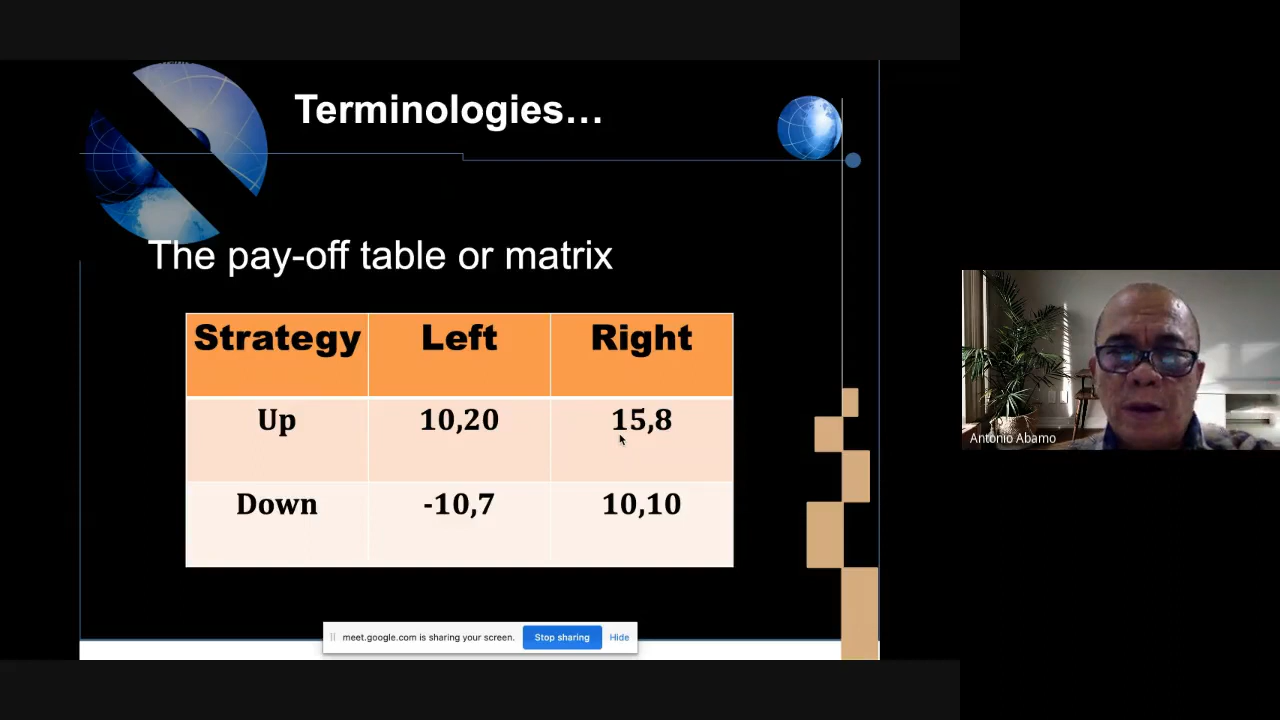 Terminologies…
The pay-off table or matrix
Strategy Left Right
Up 10,20 15,8
Down -10,7 10,10
meet.google.com is sharing your screen. Stop sharing Hide
Antonio Abamo